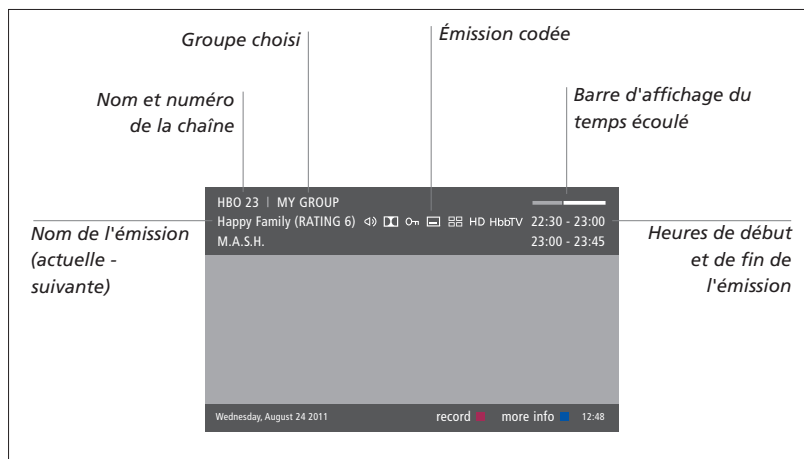 Groupe choisi
Émission codée
Nom et numéro
de la chaîne
Barre d'affichage du
temps écoulé
HBO 23 | MY GROUP
Happy Family (RATING 6) HD HbbTV 22:30 - 23:00
M.A.S.H. 23:00 - 23:45
Nom de l'émission
(actuelle -
suivante)
Heures de début
et de fin de
l'émission
Wednesday, August 24 2011 record more info 12:48